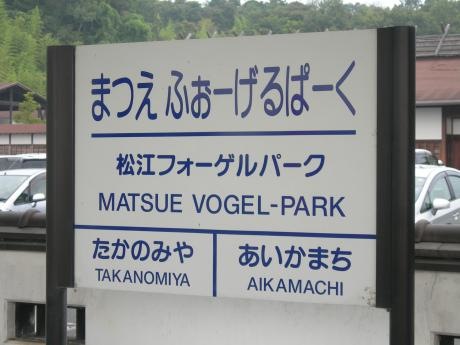 まつえ ふぉーげるぱーく
松江フォーゲルパーク
MATSUE VOGEL-PARK
たかのみや
TAKANOMIYA
あいかまち
AIKAMACHI